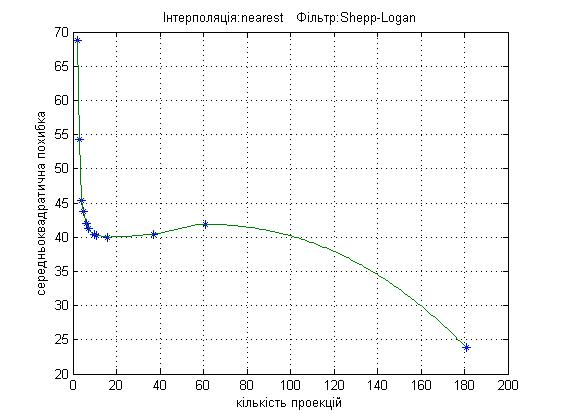 Інтерполяція:nearest Фільтр:Shepp-Logan
70
65
60
55
50
45
40
35
30
25
20
середньоквадратична похибка
0 20 40 60 80 100 120 140 160 180 200
кількість проекцій